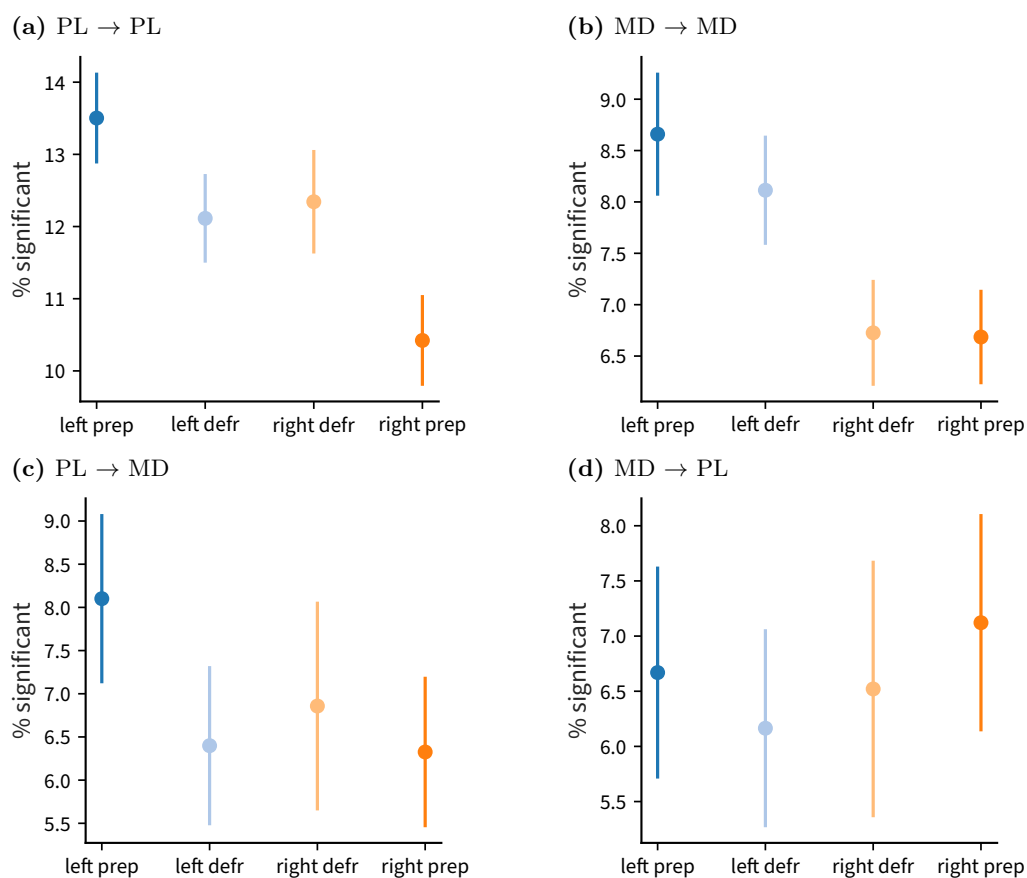 (a) PL → PL
14
13
12
11
10
% significant
left prep left defr right defr right prep
(b) MD → MD
9.0
8.5
8.0
7.5
7.0
6.5
% significant
left prep left defr right defr right prep
(c) PL → MD
9.0
8.5
8.0
7.5
7.0
6.5
6.0
5.5
% significant
left prep left defr right defr right prep
(d) MD → PL
8.0
7.5
7.0
6.5
6.0
5.5
% significant
left prep left defr right defr right prep